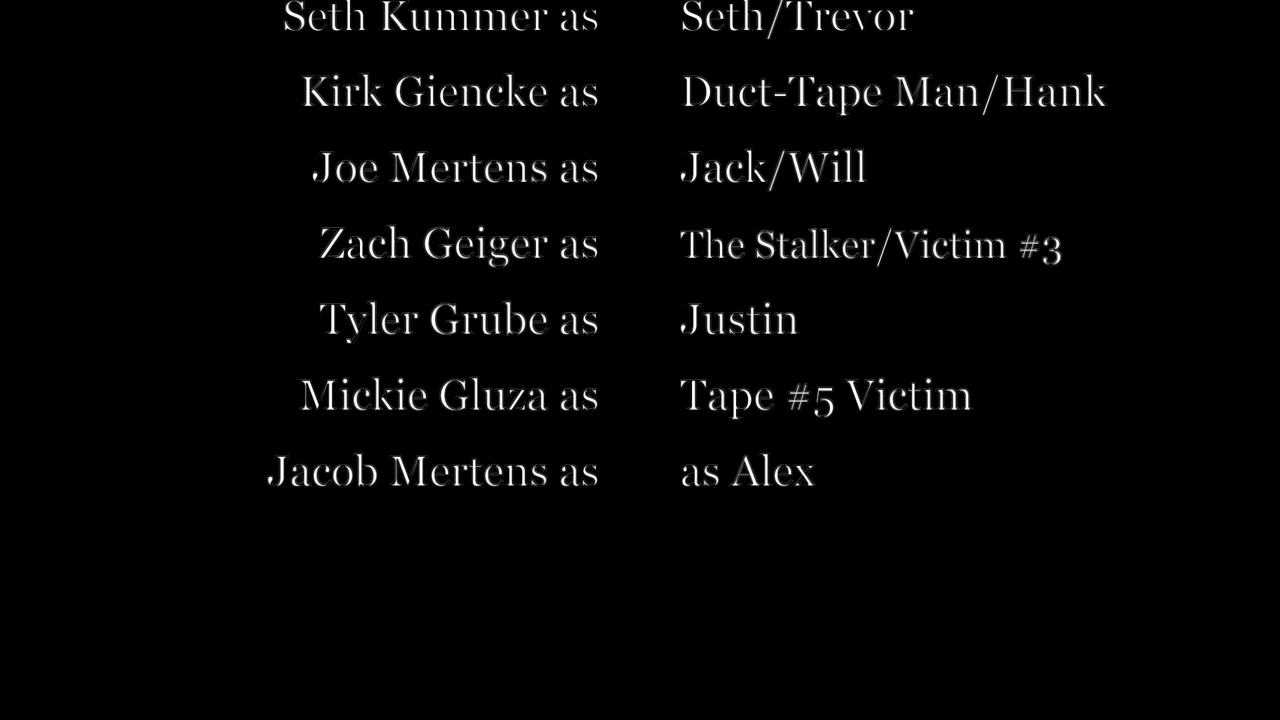 Seth Kummer as Seth/Trevor
Kirk Giencke as Duct-Tape Man/Hank
Joe Mertens as Jack/Will
Zach Geiger as The Stalker/Victim #3
Tyler Grube as Justin
Mickie Gluza as Tape #5 Victim
Jacob Mertens as as Alex